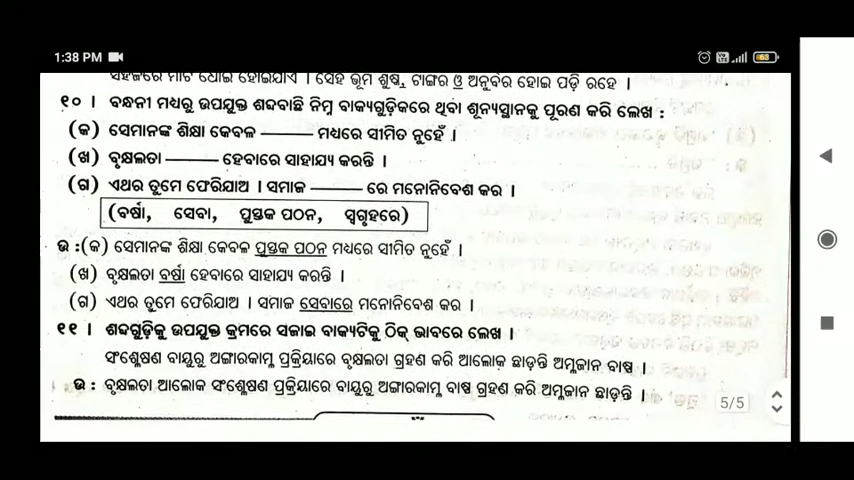 1:38 PM
63
ସହଜରେ ମାଟି ଧୋଇ ହୋଇଯାଏ । ସେହି ଭୂମି ଶୁଷ୍କ, ଟାଙ୍ଗର ଓ ଅନୁର୍ବର ହୋଇ ପଡ଼ି ରହେ ।
୧୦ । ବନ୍ଧନୀ ମଧ୍ୟରୁ ଉପଯୁକ୍ତ ଶବ୍ଦବାଛି ନିମ୍ନ ବାକ୍ୟଗୁଡ଼ିକରେ ଥିବା ଶୂନ୍ୟସ୍ଥାନକୁ ପୂରଣ କରି ଲେଖ :
(କ) ସେମାନଙ୍କ ଶିକ୍ଷା କେବଳ ——— ମଧ୍ୟରେ ସୀମିତ ନୁହେଁ ।
(ଖ) ବୃକ୍ଷଲତା ——— ହେବାରେ ସାହାଯ୍ୟ କରନ୍ତି ।
(ଗ) ଏଥର ତୁମେ ଫେରିଯାଅ । ସମାଜ ——— ରେ ମନୋନିବେଶ କର ।
(ବର୍ଷା, ସେବା, ପୁସ୍ତକ ପଠନ, ସ୍ୱଗୃହରେ)
ଉ :(କ) ସେମାନଙ୍କ ଶିକ୍ଷା କେବଳ ପୁସ୍ତକ ପଠନ ମଧ୍ୟରେ ସୀମିତ ନୁହେଁ ।
(ଖ) ବୃକ୍ଷଲତା ବର୍ଷା ହେବାରେ ସାହାଯ୍ୟ କରନ୍ତି ।
(ଗ) ଏଥର ତୁମେ ଫେରିଯାଅ । ସମାଜ ସେବାରେ ମନୋନିବେଶ କର ।
୧୧ । ଶବ୍ଦଗୁଡ଼ିକୁ ଉପଯୁକ୍ତ କ୍ରମରେ ସଜାଇ ବାକ୍ୟଟିକୁ ଠିକ୍ ଭାବରେ ଲେଖ ।
ସଂଶ୍ଳେଷଣ ବାୟୁରୁ ଅଙ୍ଗାରକାମ୍ଳ ପ୍ରକ୍ରିୟାରେ ବୃକ୍ଷଲତା ଗ୍ରହଣ କରି ଆଲୋକ ଛାଡ଼ନ୍ତି ଅମ୍ଳଜାନ ବାଷ୍ପ ।
ଉ : ବୃକ୍ଷଲତା ଆଲୋକ ସଂଶ୍ଳେଷଣ ପ୍ରକ୍ରିୟାରେ ବାୟୁରୁ ଅଙ୍ଗାରକାମ୍ଳ ବାଷ୍ପ ଗ୍ରହଣ କରି ଅମ୍ଳଜାନ ଛାଡ଼ନ୍ତି ।
5/5